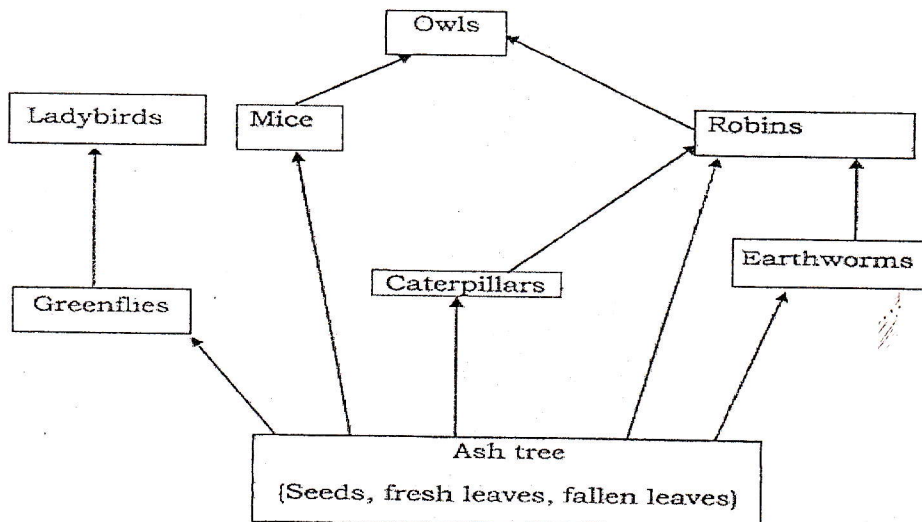 Owls
Ladybirds
Mice
Robins
Earthworms
Caterpillars
Greenflies
Ash tree
(Seeds, fresh leaves, fallen leaves)